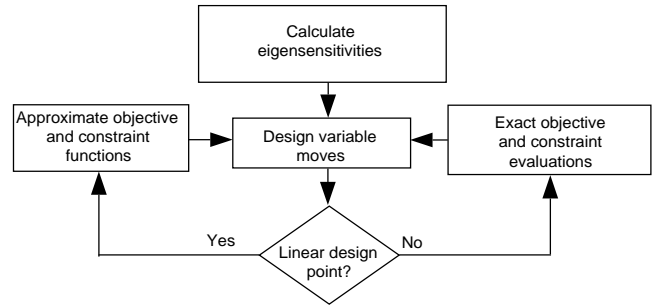 Calculate
eigensensitivities
Approximate objective
and constraint
functions
Design variable
moves
Exact objective
and constraint
evaluations
Yes
Linear design
point?
No